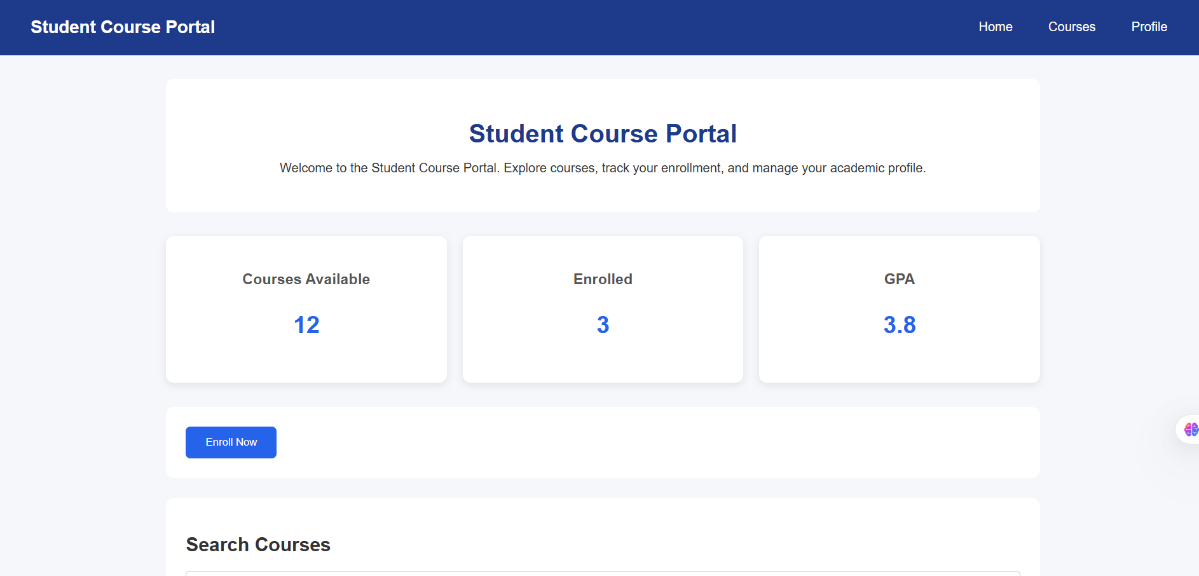 Student Course Portal
Home
Courses
Profile
Student Course Portal
Welcome to the Student Course Portal. Explore courses, track your enrollment, and manage your academic profile.
Courses Available
12
Enrolled
3
GPA
3.8
Enroll Now
Search Courses